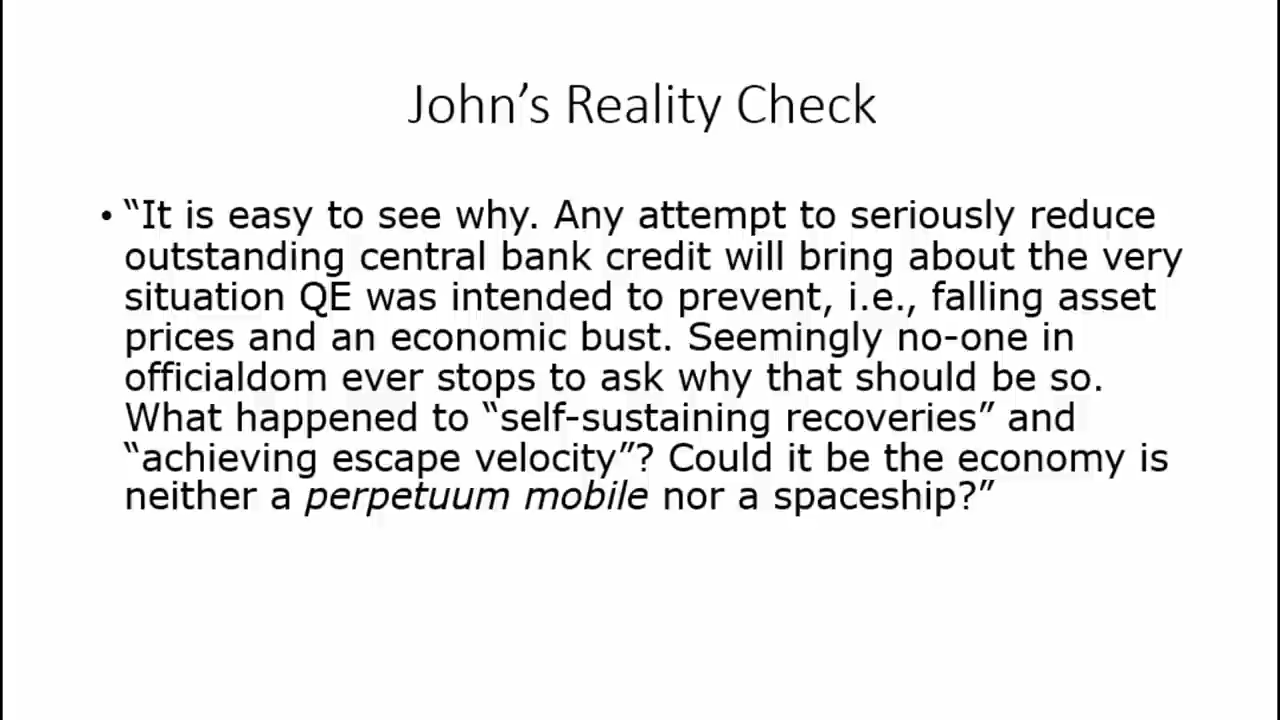 John’s Reality Check
• “It is easy to see why. Any attempt to seriously reduce
outstanding central bank credit will bring about the very
situation QE was intended to prevent, i.e., falling asset
prices and an economic bust. Seemingly no-one in
officialdom ever stops to ask why that should be so.
What happened to “self-sustaining recoveries” and
“achieving escape velocity”? Could it be the economy is
neither a perpetuum mobile nor a spaceship?”